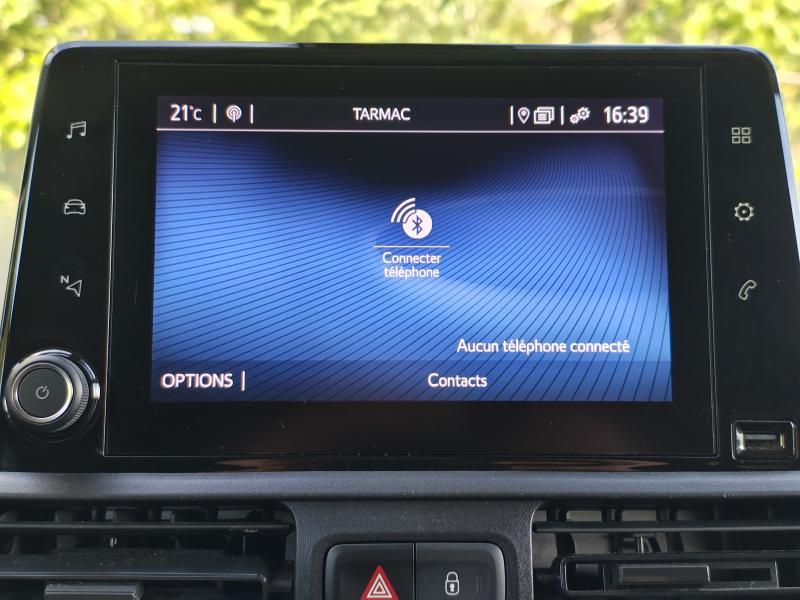 21°C
TARMAC
16:39
N
Connecter
téléphone
Aucun téléphone connecté
OPTIONS
Contacts